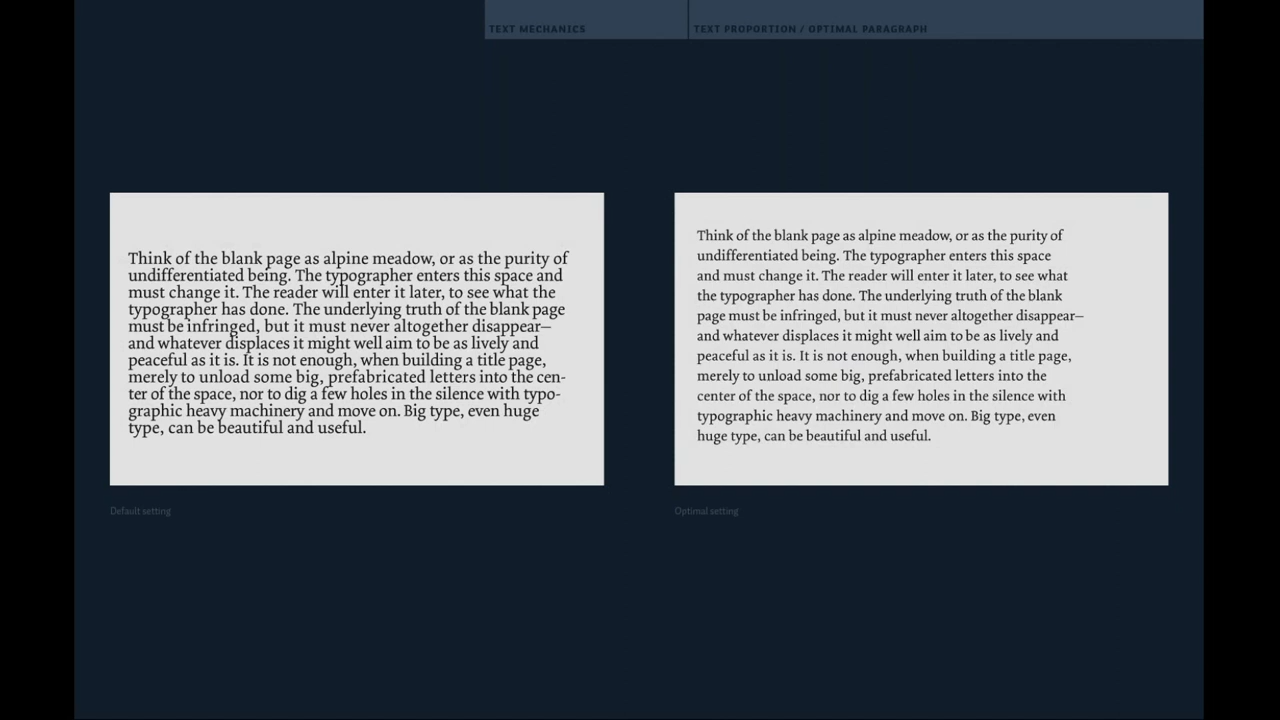 TEXT MECHANICS
TEXT PROPORTION / OPTIMAL PARAGRAPH
Think of the blank page as alpine meadow, or as the purity of
undifferentiated being. The typographer enters this space and
must change it. The reader will enter it later, to see what the
typographer has done. The underlying truth of the blank page
must be infringed, but it must never altogether disappear—
and whatever displaces it might well aim to be as lively and
peaceful as it is. It is not enough, when building a title page,
merely to unload some big, prefabricated letters into the cen-
ter of the space, nor to dig a few holes in the silence with typo-
graphic heavy machinery and move on. Big type, even huge
type, can be beautiful and useful.
Default setting
Think of the blank page as alpine meadow, or as the purity of
undifferentiated being. The typographer enters this space
and must change it. The reader will enter it later, to see what
the typographer has done. The underlying truth of the blank
page must be infringed, but it must never altogether disappear—
and whatever displaces it might well aim to be as lively and
peaceful as it is. It is not enough, when building a title page,
merely to unload some big, prefabricated letters into the
center of the space, nor to dig a few holes in the silence with
typographic heavy machinery and move on. Big type, even
huge type, can be beautiful and useful.
Optimal setting